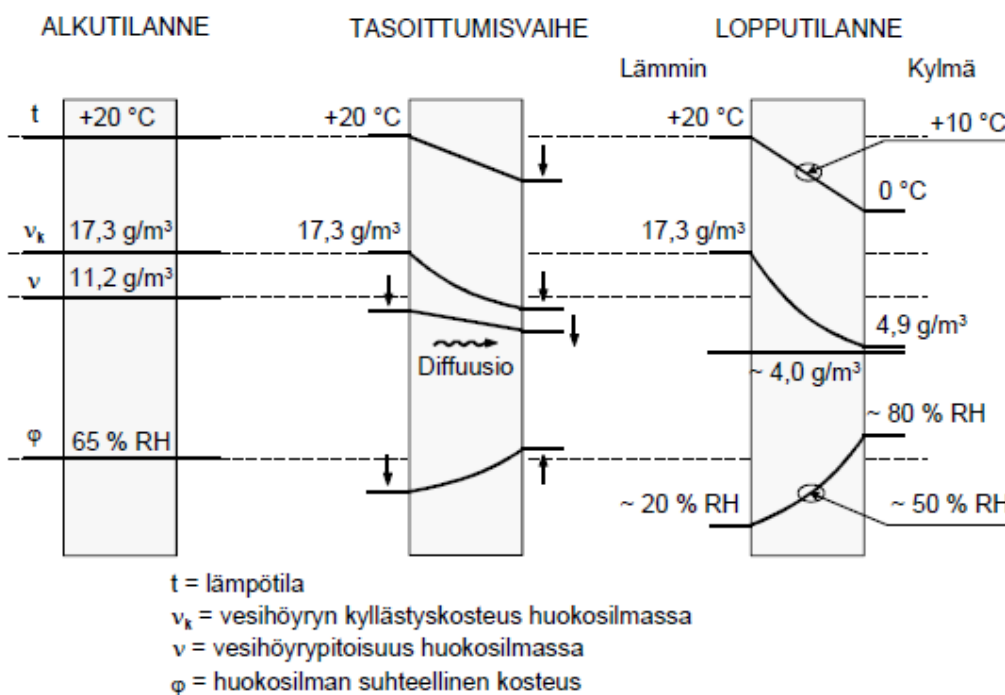 ALKUTILANNE TASOITTUMISVAIHE LOPPUTILANNE
Lämmin Kylmä
t +20 °C +20 °C +20 °C +10 °C
0 °C
νk 17,3 g/m³ 17,3 g/m³ 17,3 g/m³
ν 11,2 g/m³
4,9 g/m³
Diffuusio ~ 4,0 g/m³
φ 65 % RH ~ 80 % RH
~ 20 % RH ~ 50 % RH
t = lämpötila
νk = vesihöyryn kyllästyskosteus huokosilmassa
ν = vesihöyrypitoisuus huokosilmassa
φ = huokosilman suhteellinen kosteus